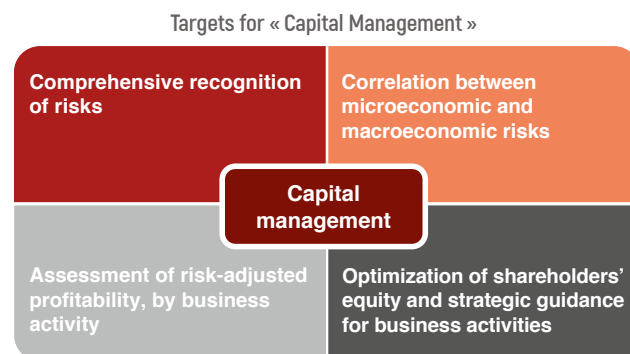 Targets for « Capital Management »
Comprehensive recognition
of risks
Correlation between
microeconomic and
macroeconomic risks
Capital
management
Assessment of risk-adjusted
profitability, by business
activity
Optimization of shareholders’
equity and strategic guidance
for business activities